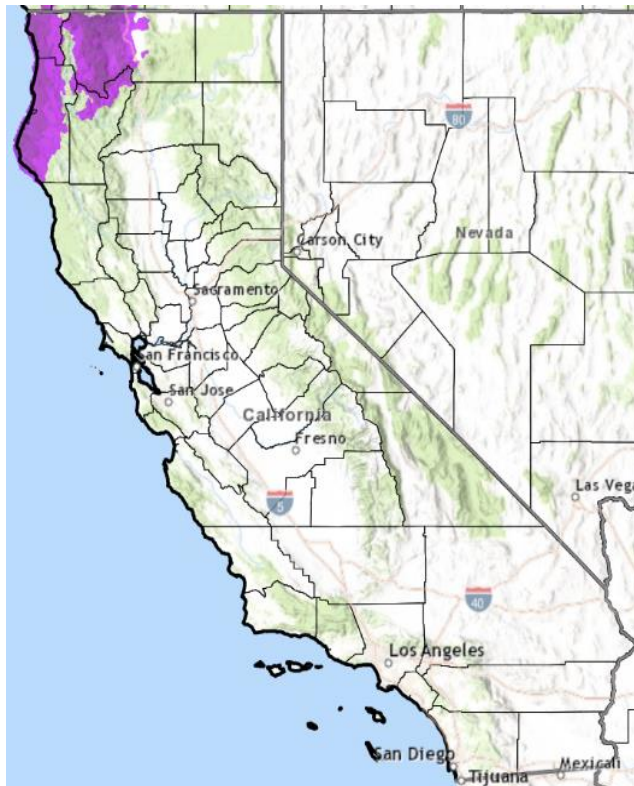 80
Nevada
Carson City
Sacramento
San Francisco
San Jose
California
Fresno
Las Vega
5
40
Los Angeles
San Diego
Mexicali
Tijuana